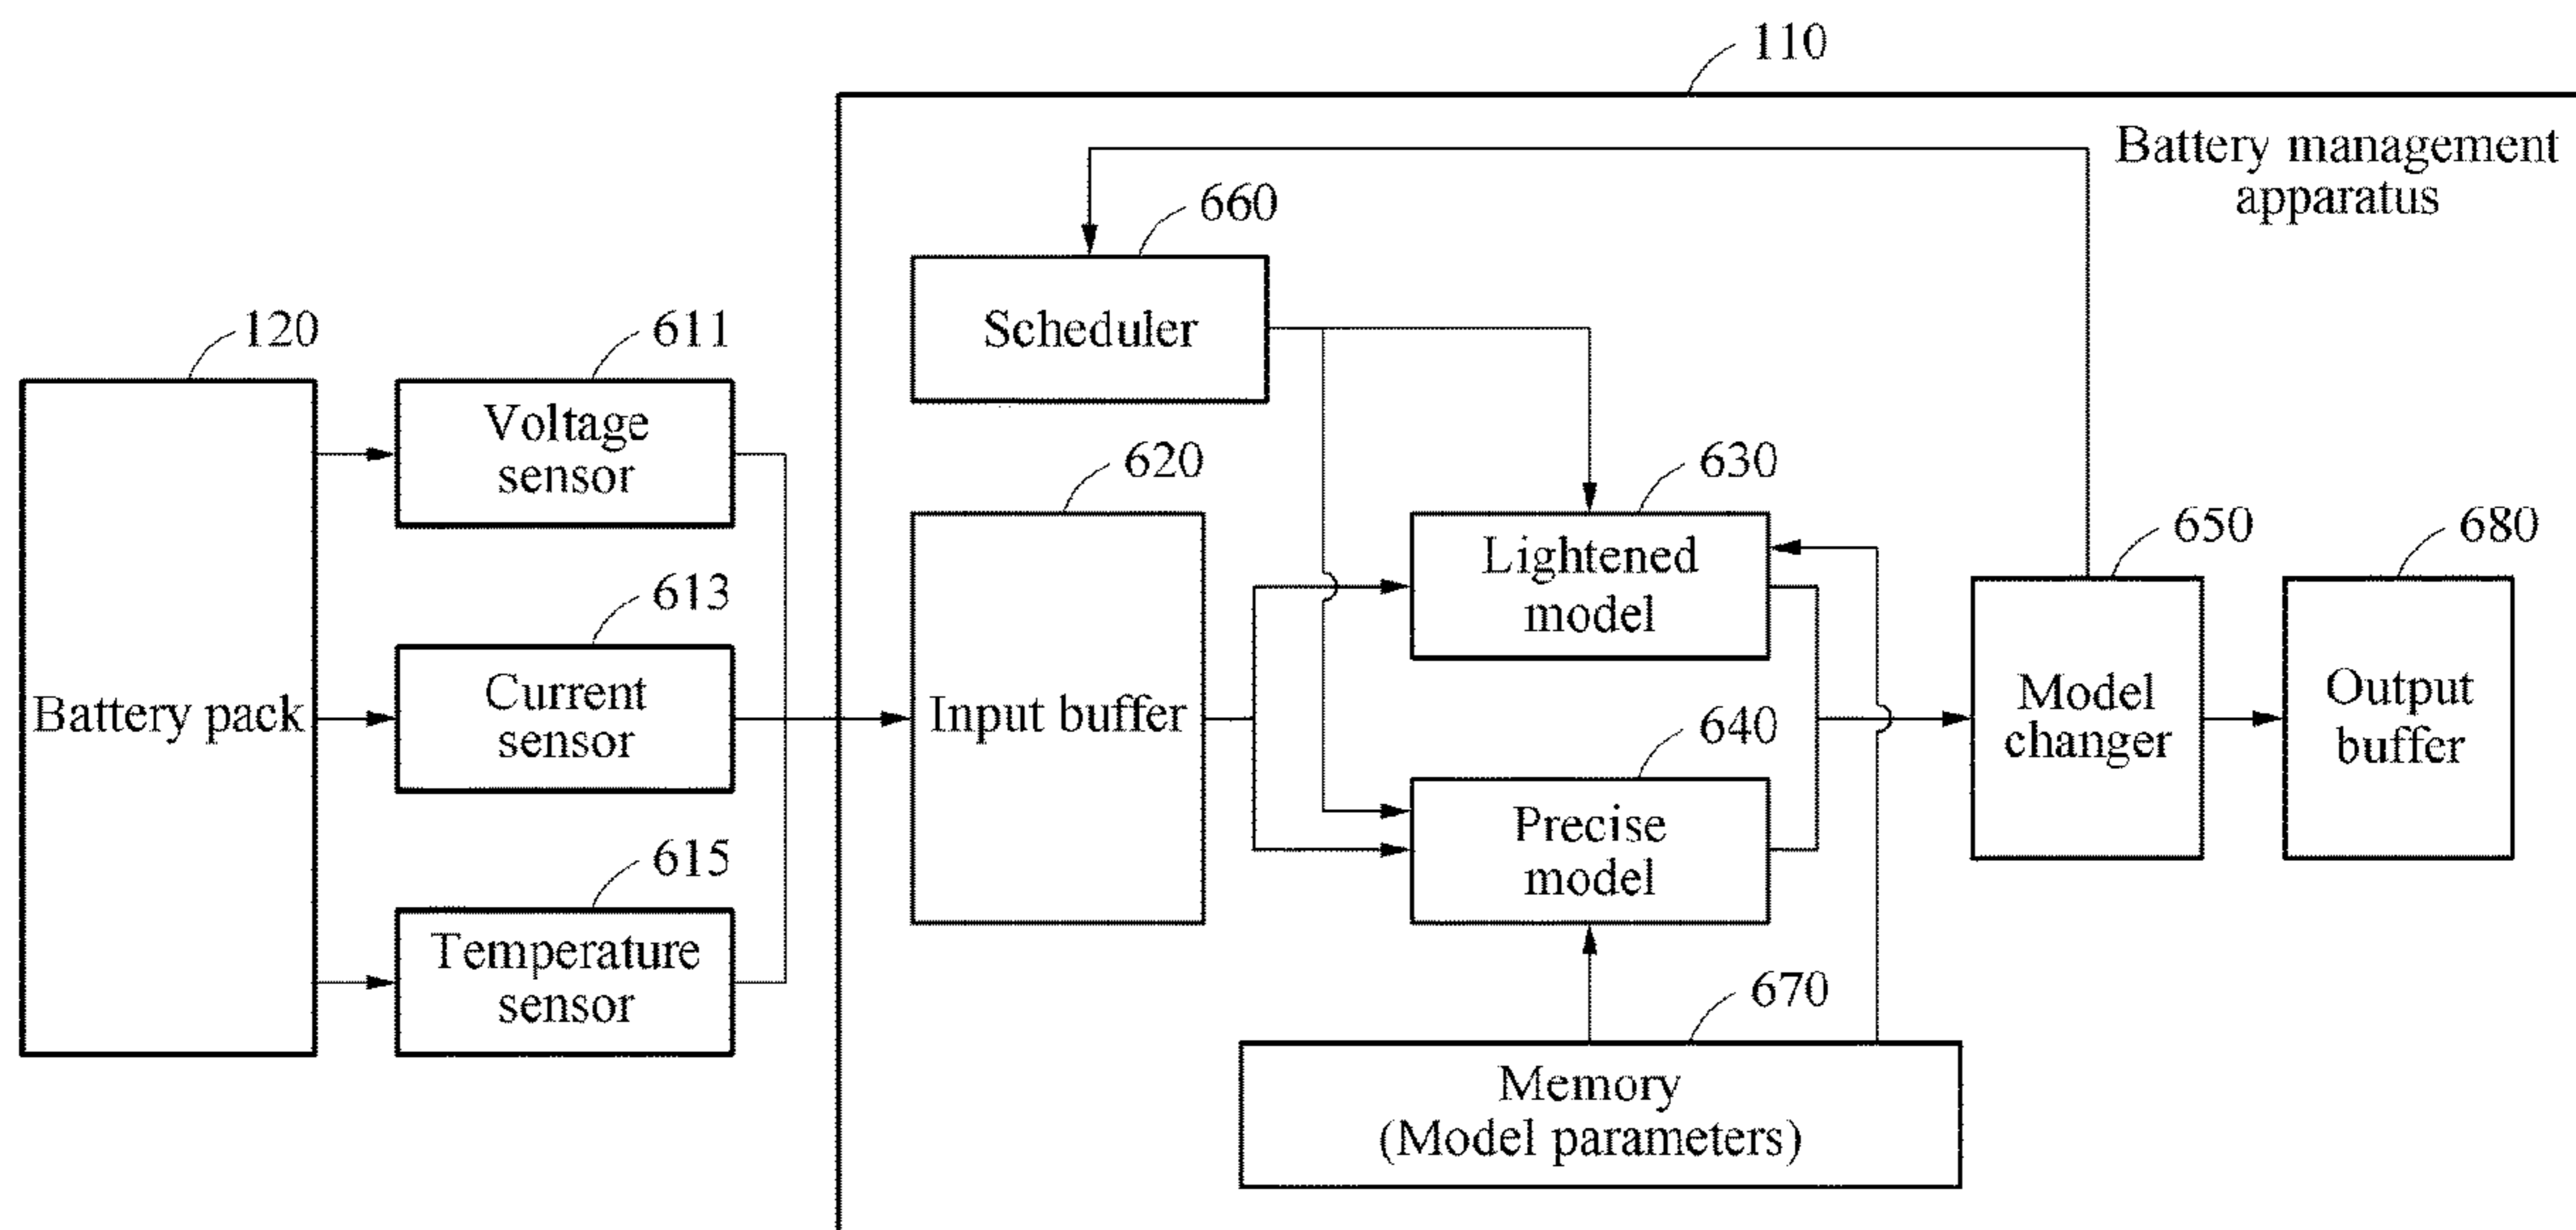 110
Battery management
apparatus
660
Scheduler
120
Battery pack
611
Voltage
sensor
613
Current
sensor
615
Temperature
sensor
620
Input buffer
630
Lightened
model
640
Precise
model
650
Model
changer
680
Output
buffer
670
Memory
(Model parameters)